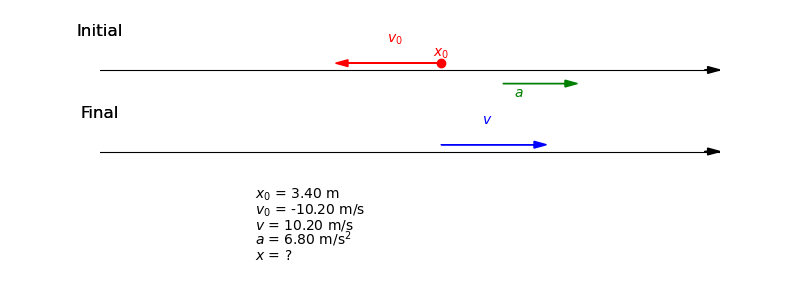 Initial
v₀
x₀
a
Final
v
x₀ = 3.40 m
v₀ = -10.20 m/s
v = 10.20 m/s
a = 6.80 m/s²
x = ?